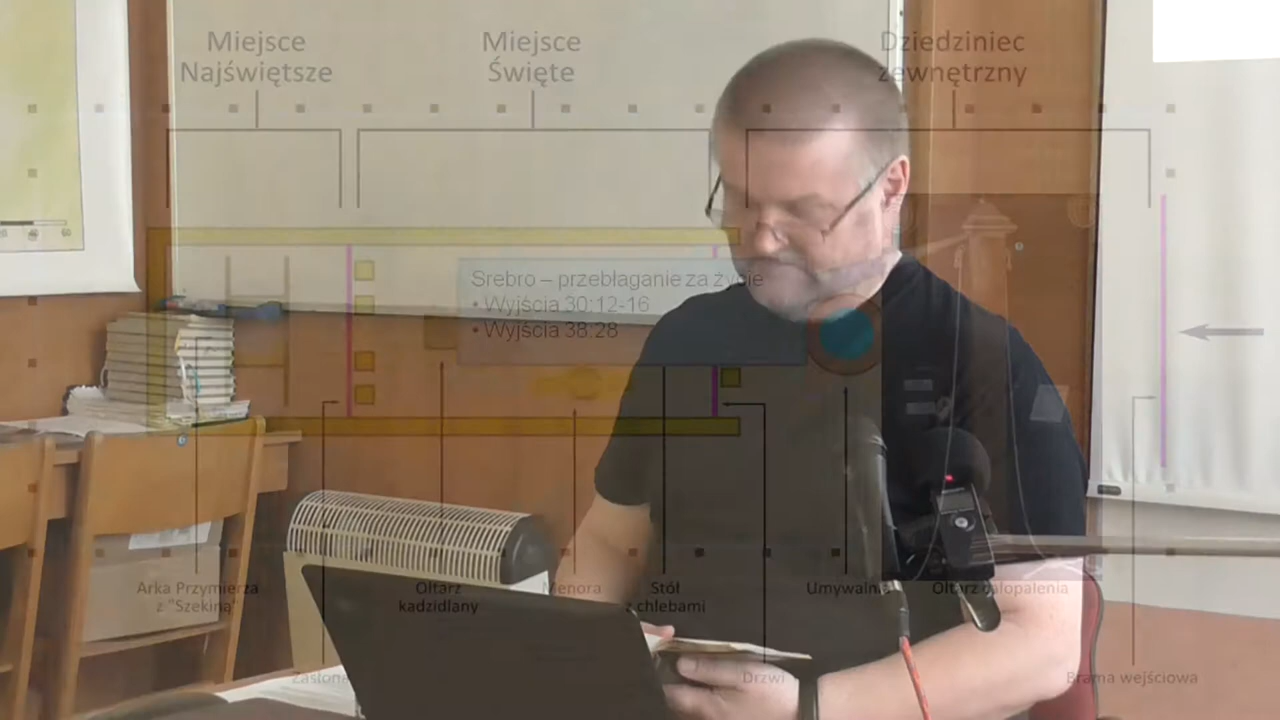 Miejsce
Najświętsze
Miejsce
Święte
Dziedziniec
zewnętrzny
Srebro – przebłaganie za życie
• Wyjścia 30:12-16
• Wyjścia 38:28
Arka Przymierza
z "Szekiną"
Ołtarz
kadzidlany
Menora
Stół
z chlebami
Umywalnia
Ołtarz całopalenia
Zasłona
Drzwi
Brama wejściowa